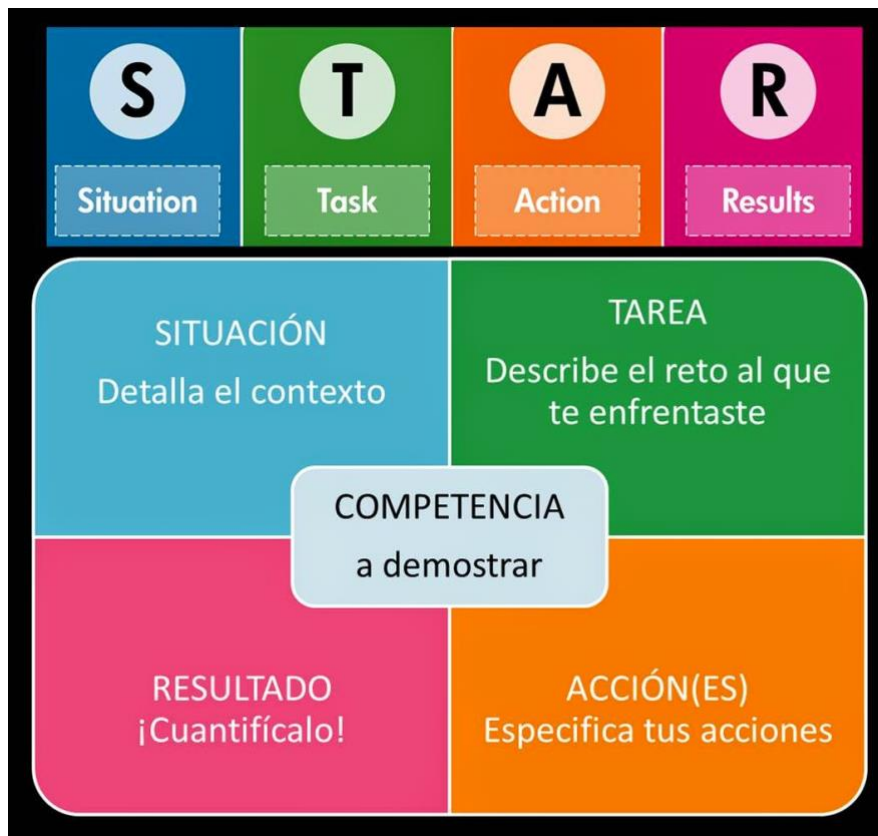 S
T
A
R
Situation
Task
Action
Results
SITUACIÓN
Detalla el contexto
TAREA
Describe el reto al que
te enfrentaste
COMPETENCIA
a demostrar
RESULTADO
¡Cuantifícalo!
ACCIÓN(ES)
Especifica tus acciones